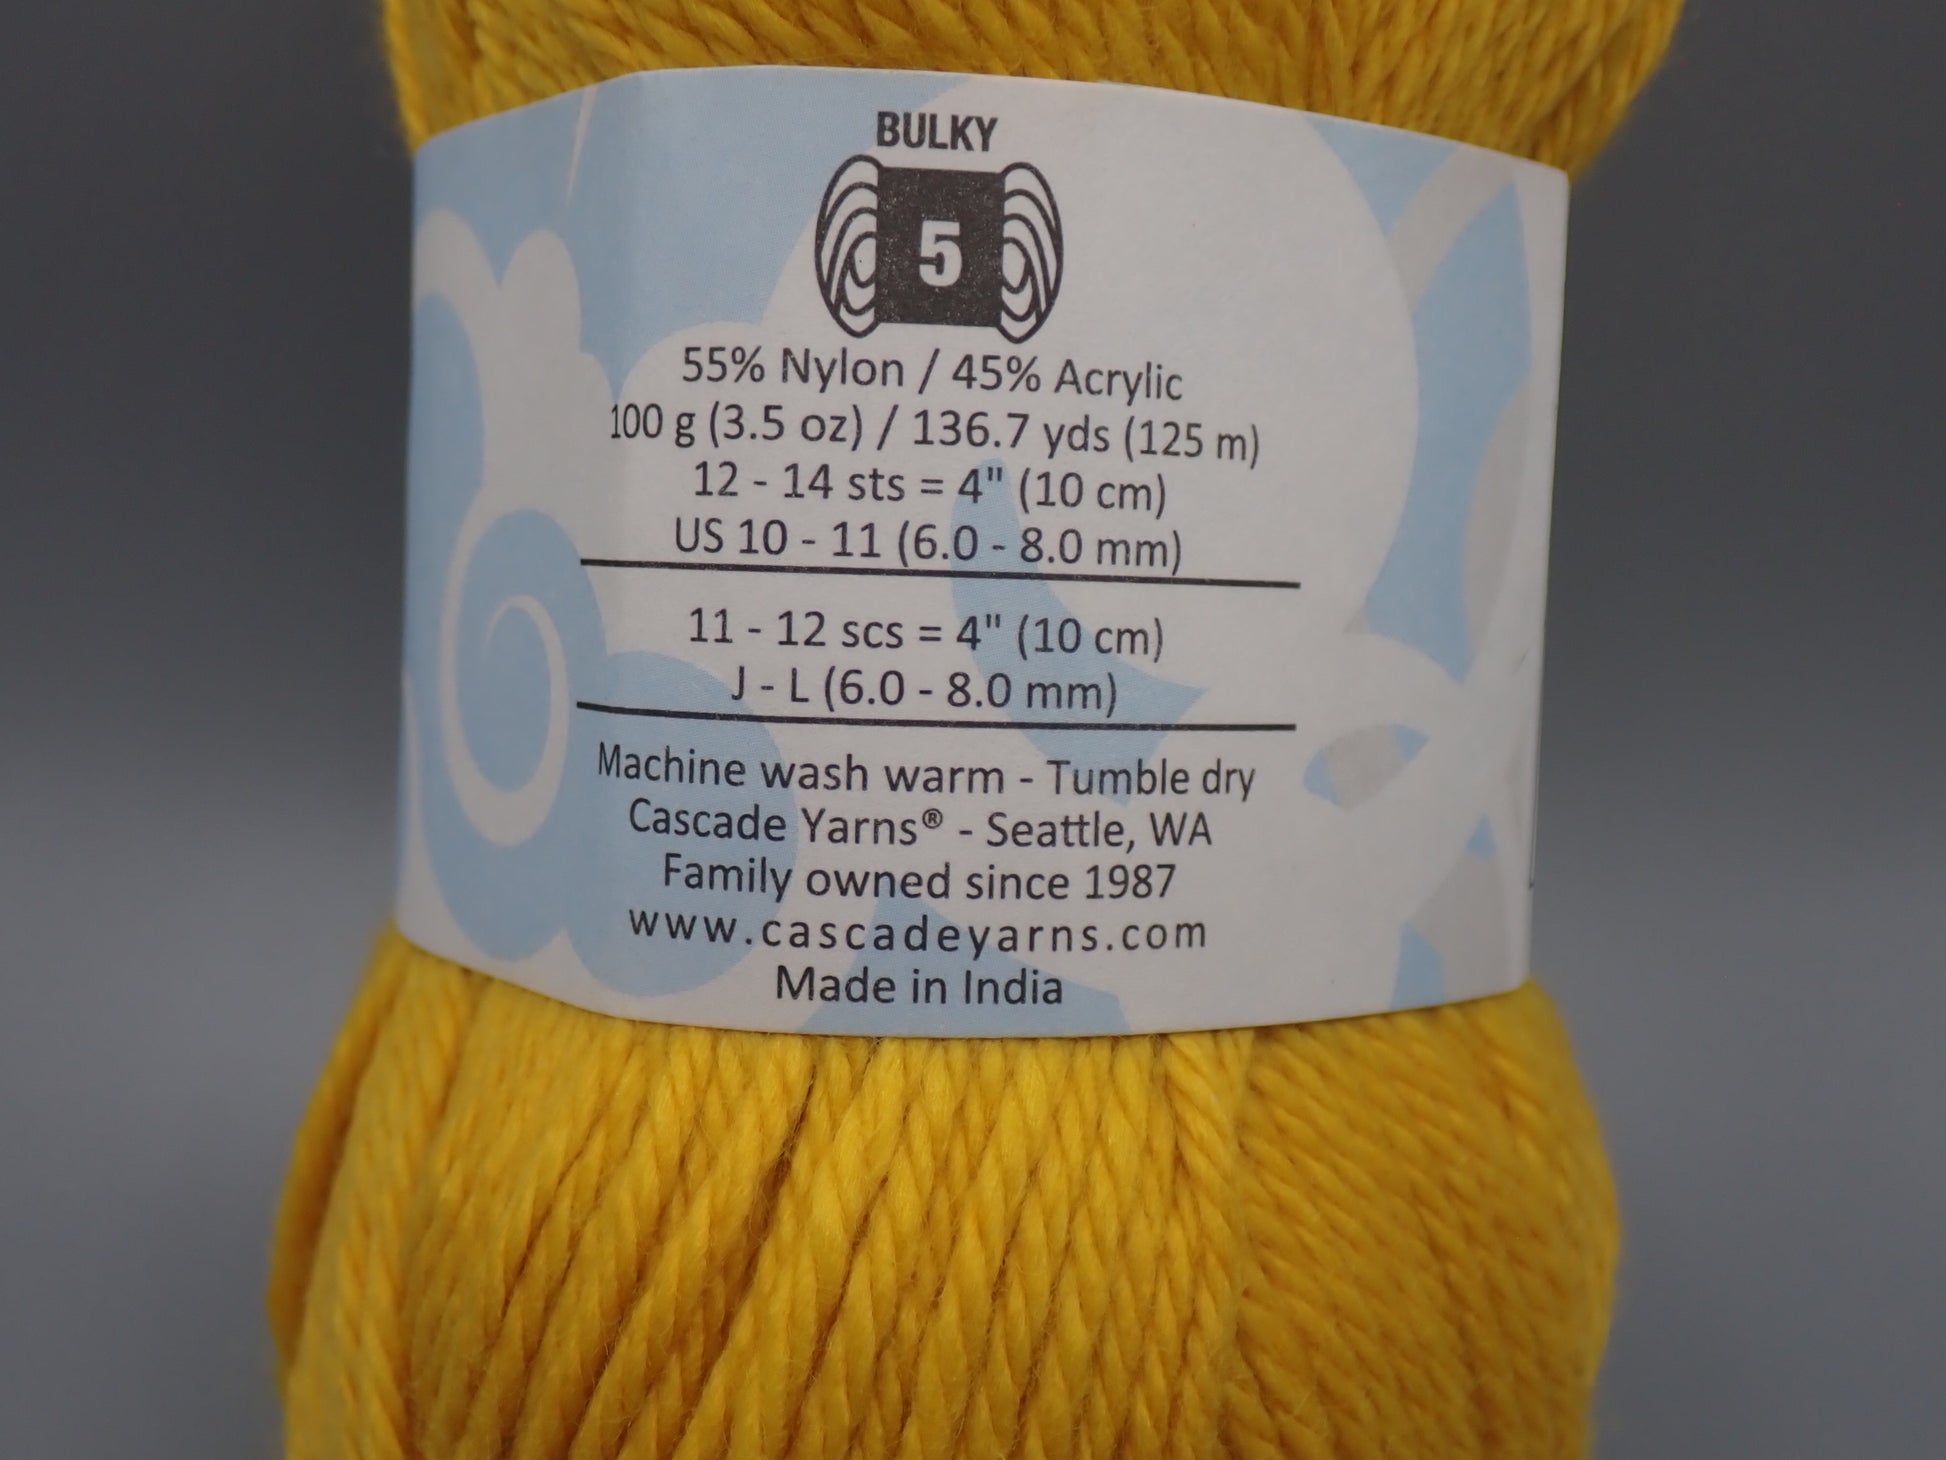 BULKY
5
55% Nylon / 45% Acrylic
100 g (3.5 oz) / 136.7 yds (125 m)
12 - 14 sts = 4" (10 cm)
US 10 - 11 (6.0 - 8.0 mm)
11 - 12 scs = 4" (10 cm)
J - L (6.0 - 8.0 mm)
Machine wash warm - Tumble dry
Cascade Yarns® - Seattle, WA
Family owned since 1987
www.cascadeyarns.com
Made in India